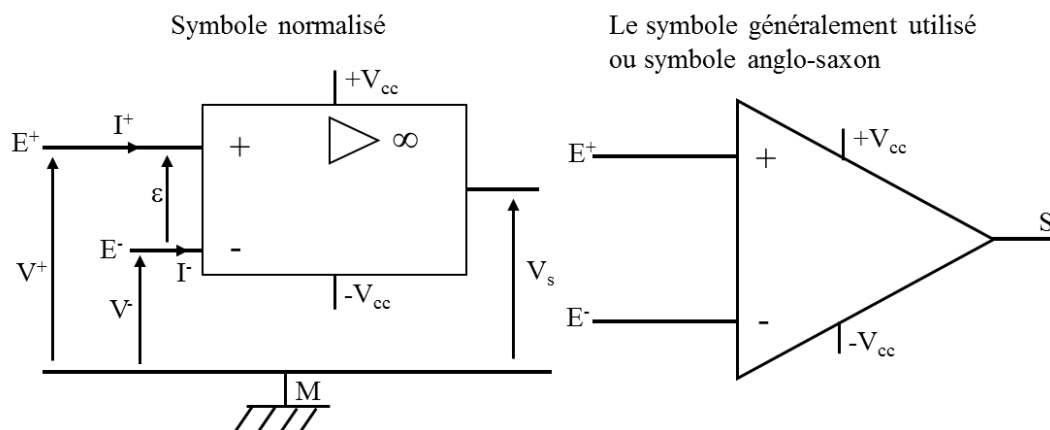 Symbole normalisé
+Vcc
E⁺
I⁺
+
∞
ε
E⁻
I⁻
-
V⁺
V⁻
Vs
-Vcc
M
Le symbole généralement utilisé
ou symbole anglo-saxon
+Vcc
E⁺
+
S
E⁻
-
-Vcc